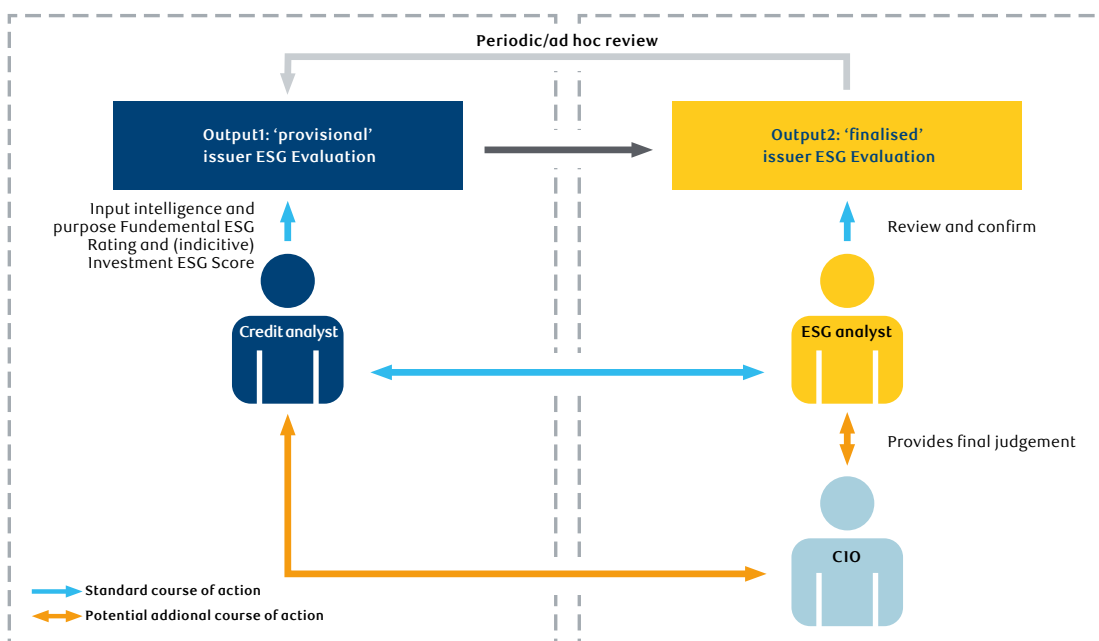 Periodic/ad hoc review
Output1: ‘provisional’
issuer ESG Evaluation
Output2: ‘finalised’
issuer ESG Evaluation
Input intelligence and
purpose Fundemental ESG
Rating and (indicitive)
Investment ESG Score
Review and confirm
Credit analyst
ESG analyst
Provides final judgement
CIO
Standard course of action
Potential addional course of action